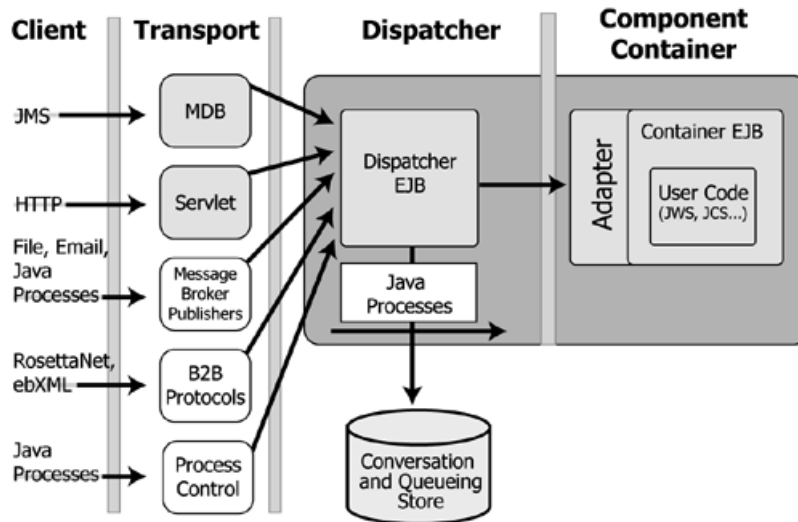 Client
Transport
Dispatcher
Component
Container
JMS
MDB
HTTP
Servlet
File, Email,
Java
Processes
Message
Broker
Publishers
RosettaNet,
ebXML
B2B
Protocols
Java
Processes
Process
Control
Dispatcher
EJB
Java
Processes
Conversation
and Queueing
Store
Adapter
Container EJB
User Code
(JWS, JCS...)